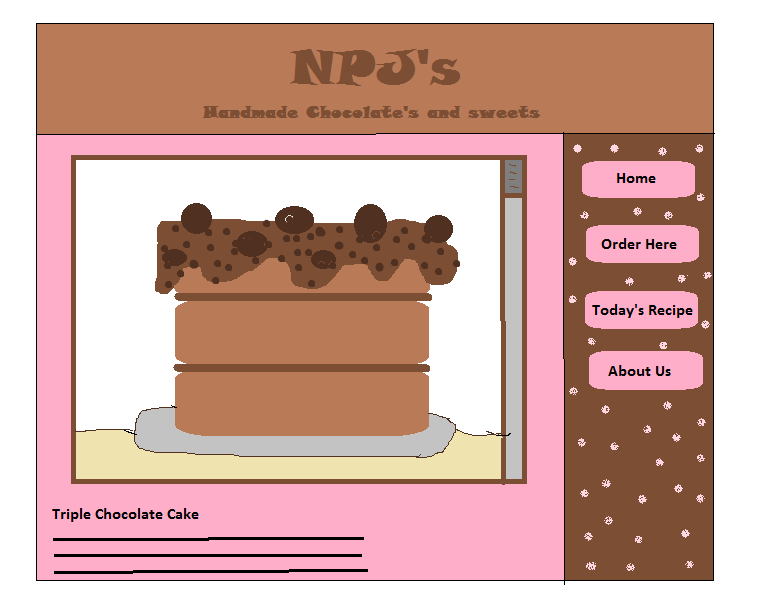 NPJ's
Handmade Chocolate's and sweets
Home
Order Here
Today's Recipe
About Us
Triple Chocolate Cake